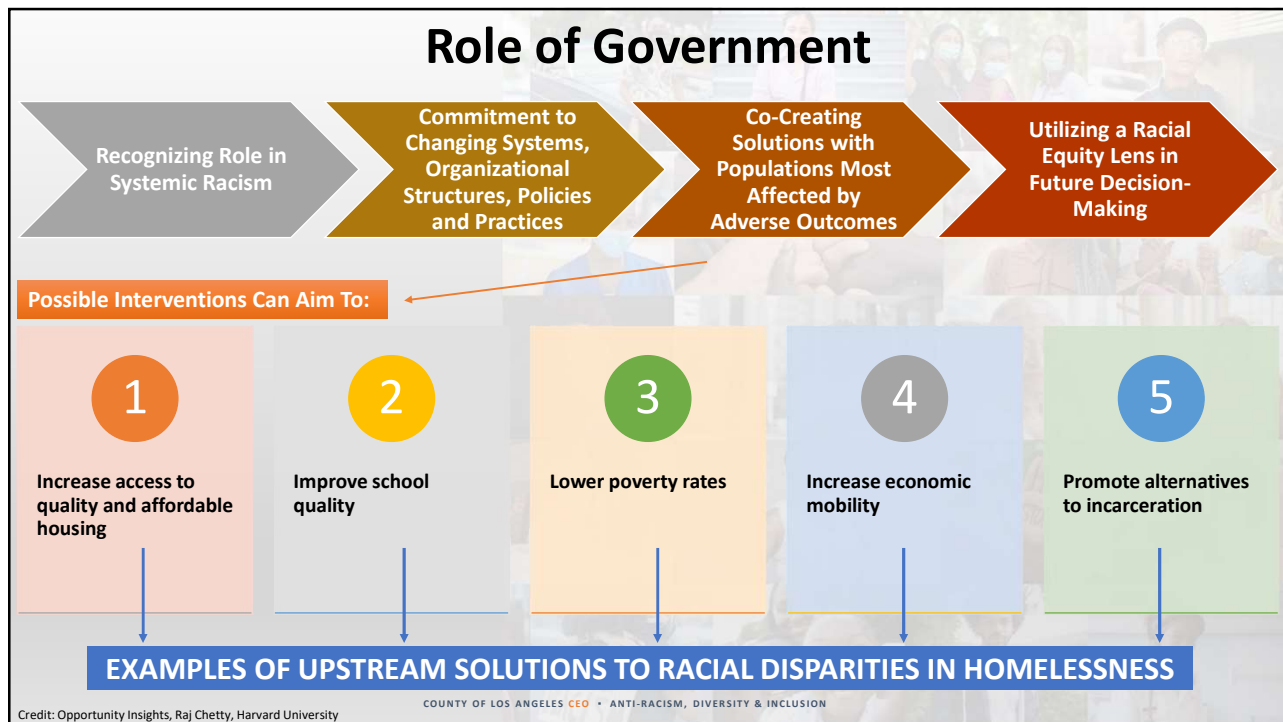 Role of Government
Recognizing Role in
Systemic Racism
Commitment to
Changing Systems,
Organizational
Structures, Policies
and Practices
Co-Creating
Solutions with
Populations Most
Affected by
Adverse Outcomes
Utilizing a Racial
Equity Lens in
Future Decision-
Making
Possible Interventions Can Aim To:
1
Increase access to
quality and affordable
housing
2
Improve school
quality
3
Lower poverty rates
4
Increase economic
mobility
5
Promote alternatives
to incarceration
EXAMPLES OF UPSTREAM SOLUTIONS TO RACIAL DISPARITIES IN HOMELESSNESS
COUNTY OF LOS ANGELES CEO • ANTI-RACISM, DIVERSITY & INCLUSION
Credit: Opportunity Insights, Raj Chetty, Harvard University